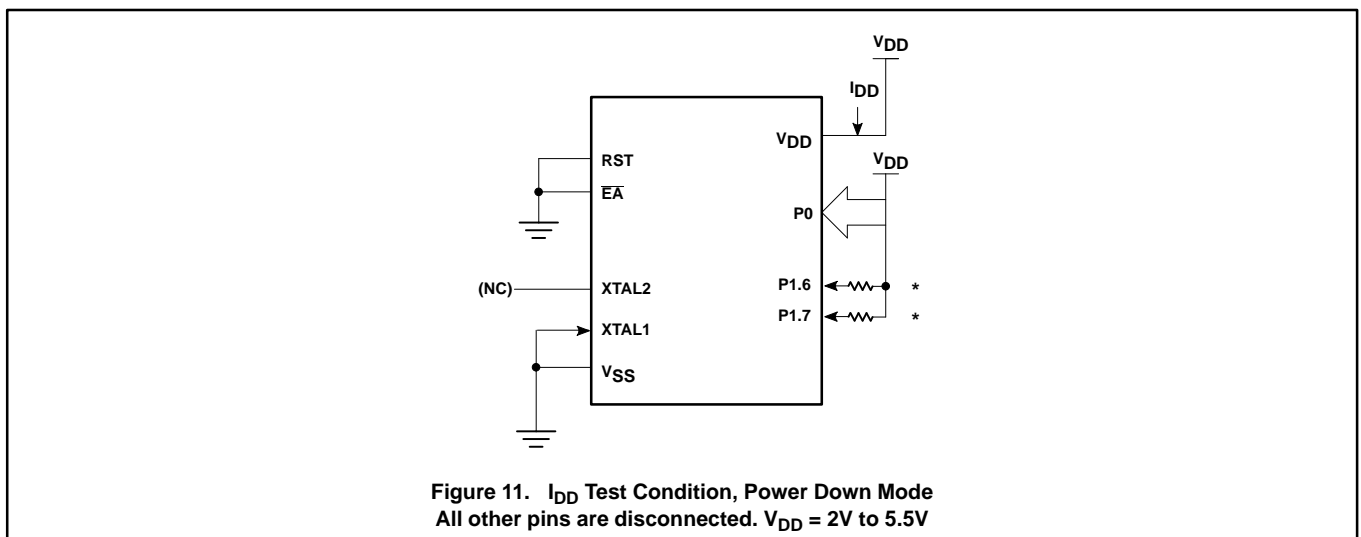 VDD
IDD
VDD
RST
EA
VDD
P0
(NC)
XTAL2
P1.6
*
XTAL1
P1.7
*
VSS
Figure 11. IDD Test Condition, Power Down Mode
All other pins are disconnected. VDD = 2V to 5.5V